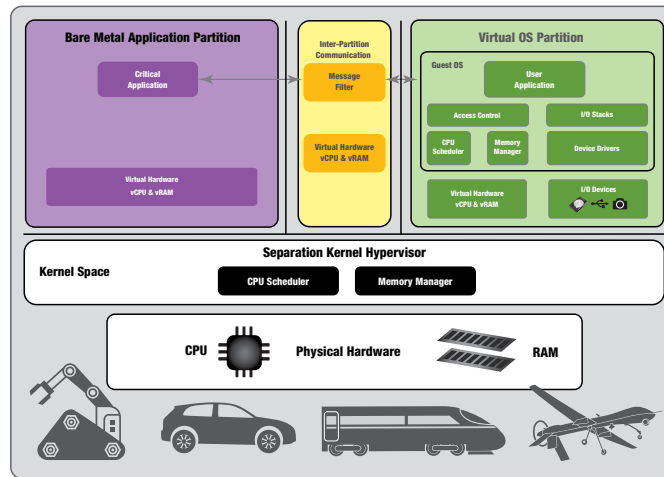 Bare Metal Application Partition
Critical
Application
Virtual Hardware
vCPU & vRAM
Inter-Partition
Communication
Message
Filter
Virtual Hardware
vCPU & vRAM
Virtual OS Partition
Guest OS
User
Application
Access Control
I/O Stacks
CPU
Scheduler
Memory
Manager
Device Drivers
Virtual Hardware
vCPU & vRAM
I/O Devices
Separation Kernel Hypervisor
Kernel Space
CPU Scheduler
Memory Manager
CPU
Physical Hardware
RAM